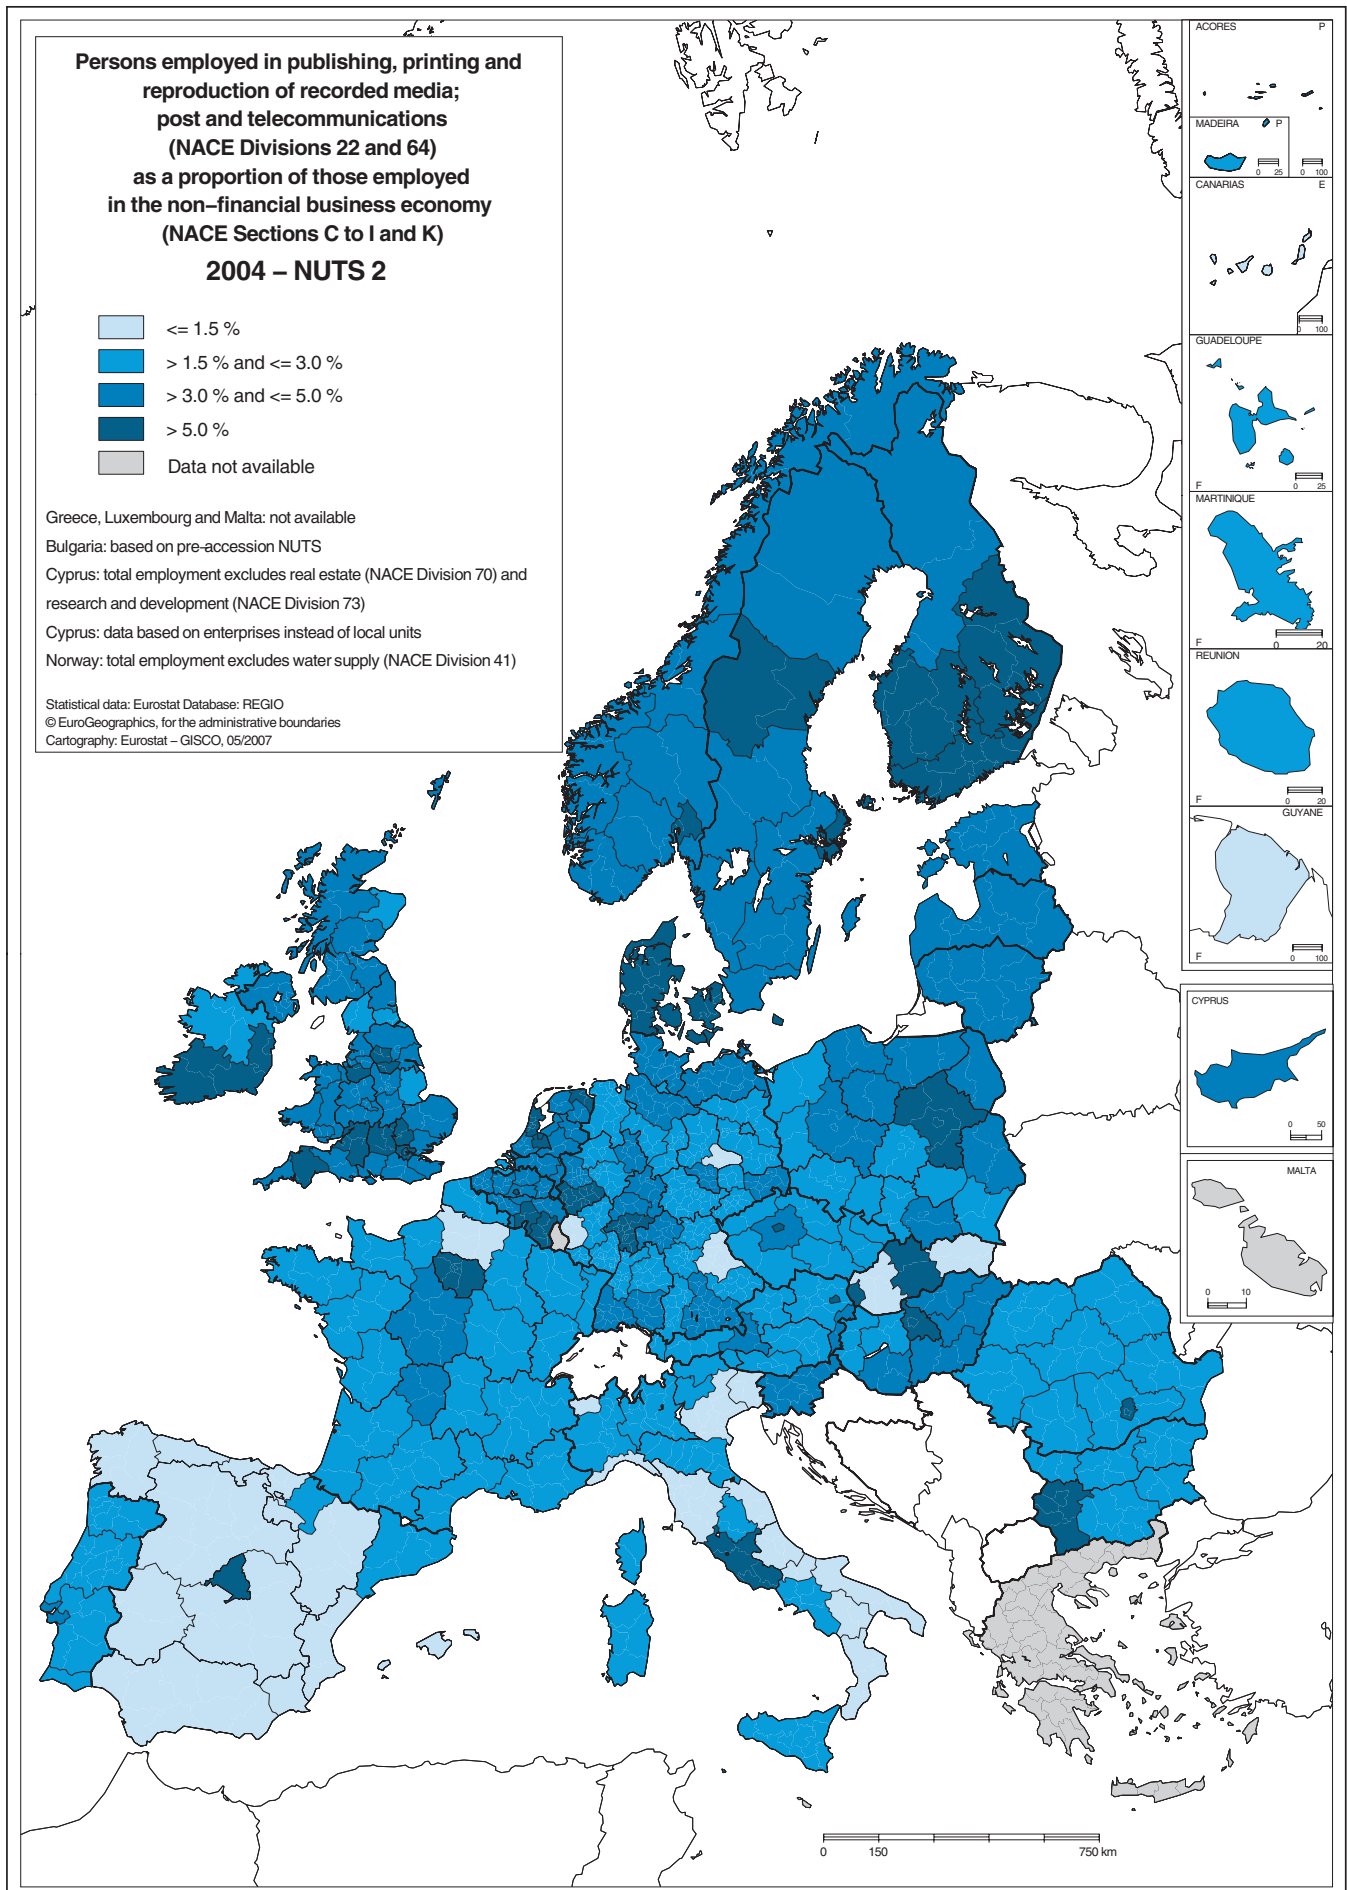 Persons employed in publishing, printing and
reproduction of recorded media;
post and telecommunications
(NACE Divisions 22 and 64)
as a proportion of those employed
in the non–financial business economy
(NACE Sections C to I and K)
2004 – NUTS 2
<= 1.5 %
> 1.5 % and <= 3.0 %
> 3.0 % and <= 5.0 %
> 5.0 %
Data not available
Greece, Luxembourg and Malta: not available
Bulgaria: based on pre-accession NUTS
Cyprus: total employment excludes real estate (NACE Division 70) and
research and development (NACE Division 73)
Cyprus: data based on enterprises instead of local units
Norway: total employment excludes water supply (NACE Division 41)
Statistical data: Eurostat Database: REGIO
© EuroGeographics, for the administrative boundaries
Cartography: Eurostat – GISCO, 05/2007
ACORES P
MADEIRA P
0 25
0 100
CANARIAS E
0 100
GUADELOUPE
F
0 25
MARTINIQUE
F
0 20
REUNION
F
0 20
GUYANE
F
0 100
CYPRUS
0 50
MALTA
0 10
0 150 750 km